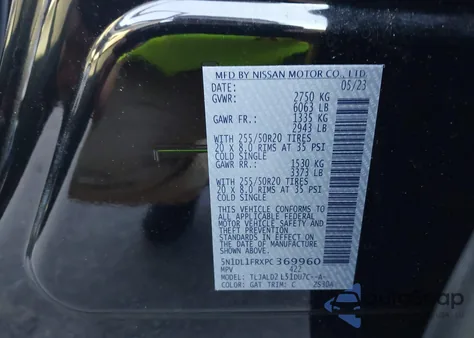 MFD BY NISSAN MOTOR CO., LTD.
DATE: 05/23
GVWR: 2750 KG
6063 LB
GAWR FR.: 1335 KG
2943 LB
WITH 255/50R20 TIRES
20 x 8.0 RIMS AT 35 PSI
COLD SINGLE
GAWR RR.: 1530 KG
3373 LB
WITH 255/50R20 TIRES
20 x 8.0 RIMS AT 35 PSI
COLD SINGLE
THIS VEHICLE CONFORMS TO
ALL APPLICABLE FEDERAL
MOTOR VEHICLE SAFETY
STANDARDS IN EFFECT ON
THE DATE OF MANUFACTURE
SHOWN ABOVE.
5N1DL1FRXPC369960
MPV 422
MODEL:
COLOR: GAT TRIM: C